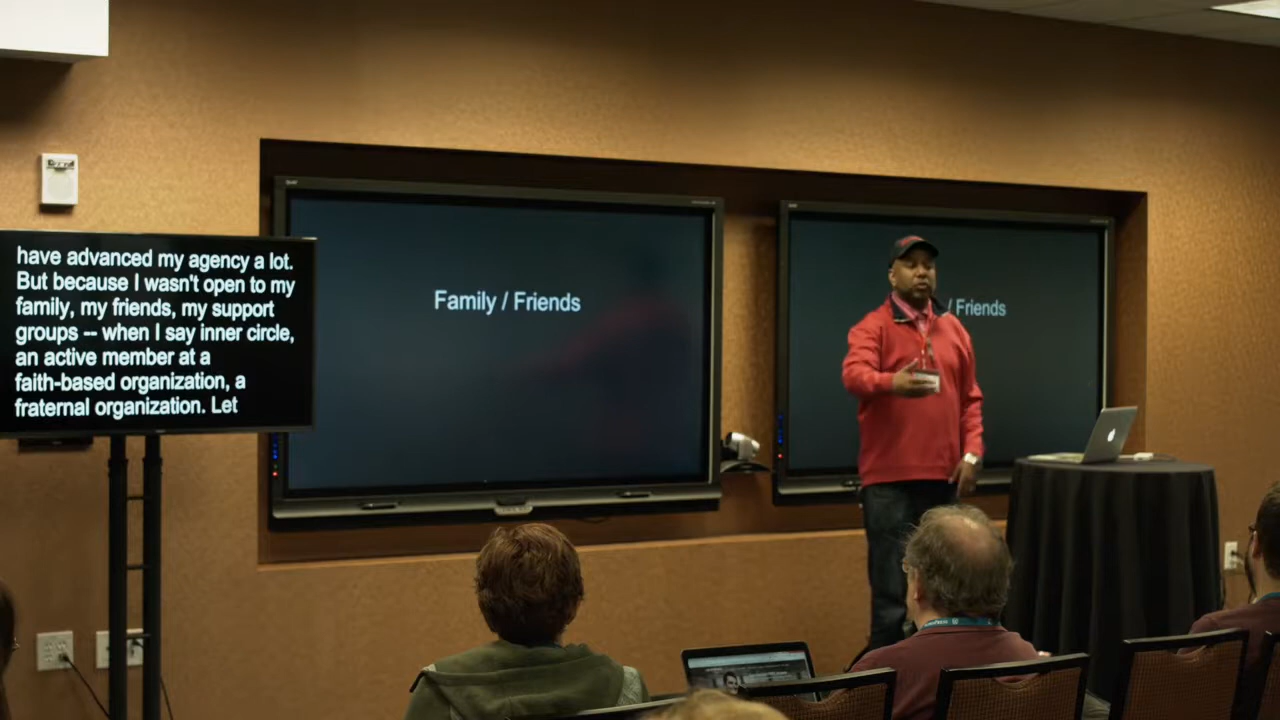 have advanced my agency a lot.
But because I wasn't open to my
family, my friends, my support
groups -- when I say inner circle,
an active member at a
faith-based organization, a
fraternal organization. Let
Family / Friends
/ Friends